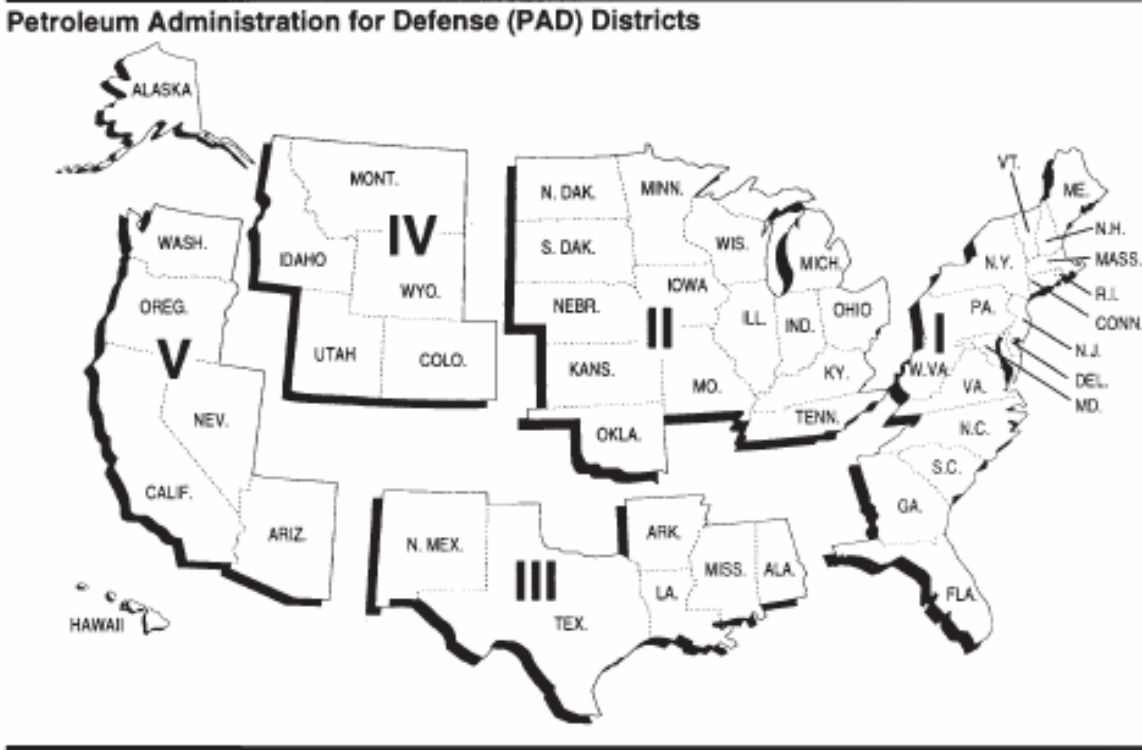 Petroleum Administration for Defense (PAD) Districts
ALASKA
MONT.
IV
IDAHO
WYO.
UTAH
COLO.
WASH.
OREG.
V
NEV.
CALIF.
ARIZ.
HAWAII
N. DAK.
MINN.
S. DAK.
WIS.
MICH.
NEBR.
IOWA
II
ILL.
IND.
OHIO
KANS.
MO.
KY.
OKLA.
TENN.
N. MEX.
III
TEX.
ARK.
LA.
MISS.
ALA.
VT.
ME.
N.H.
N.Y.
MASS.
R.I.
CONN.
PA.
I
N.J.
W.VA.
VA.
DEL.
MD.
N.C.
S.C.
GA.
FLA.